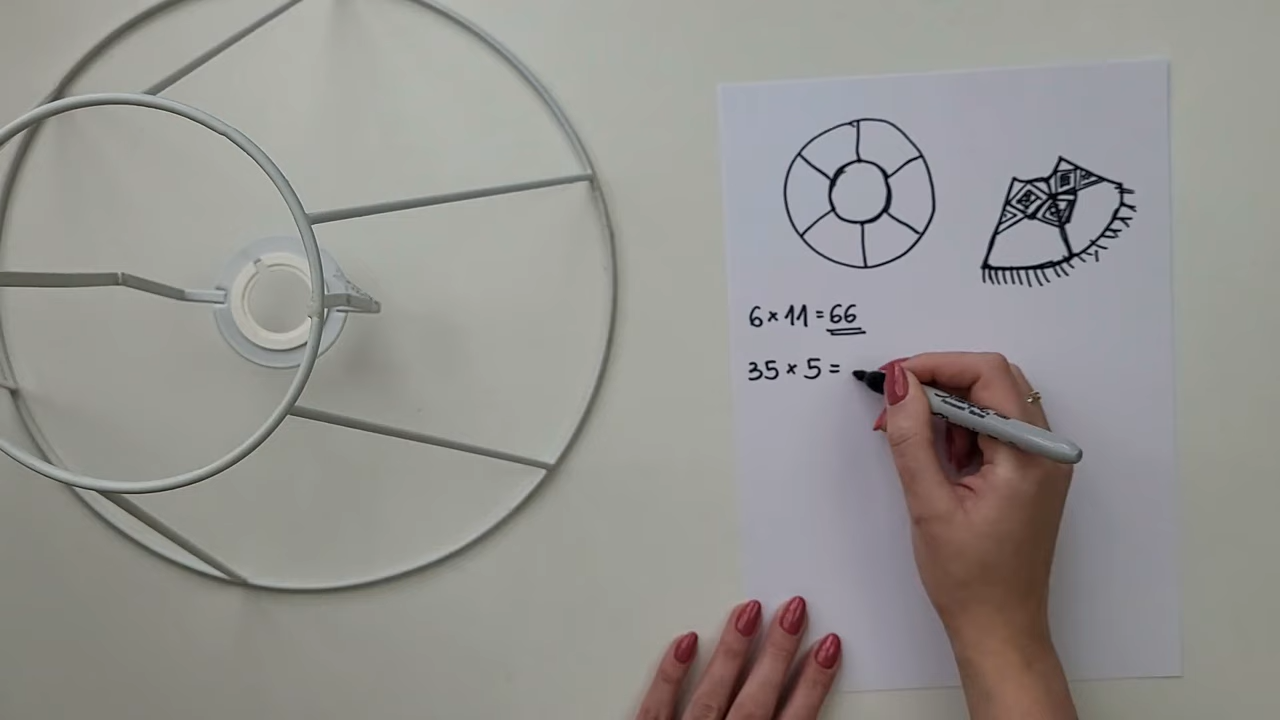 6 × 11 = 66
35 × 5 =